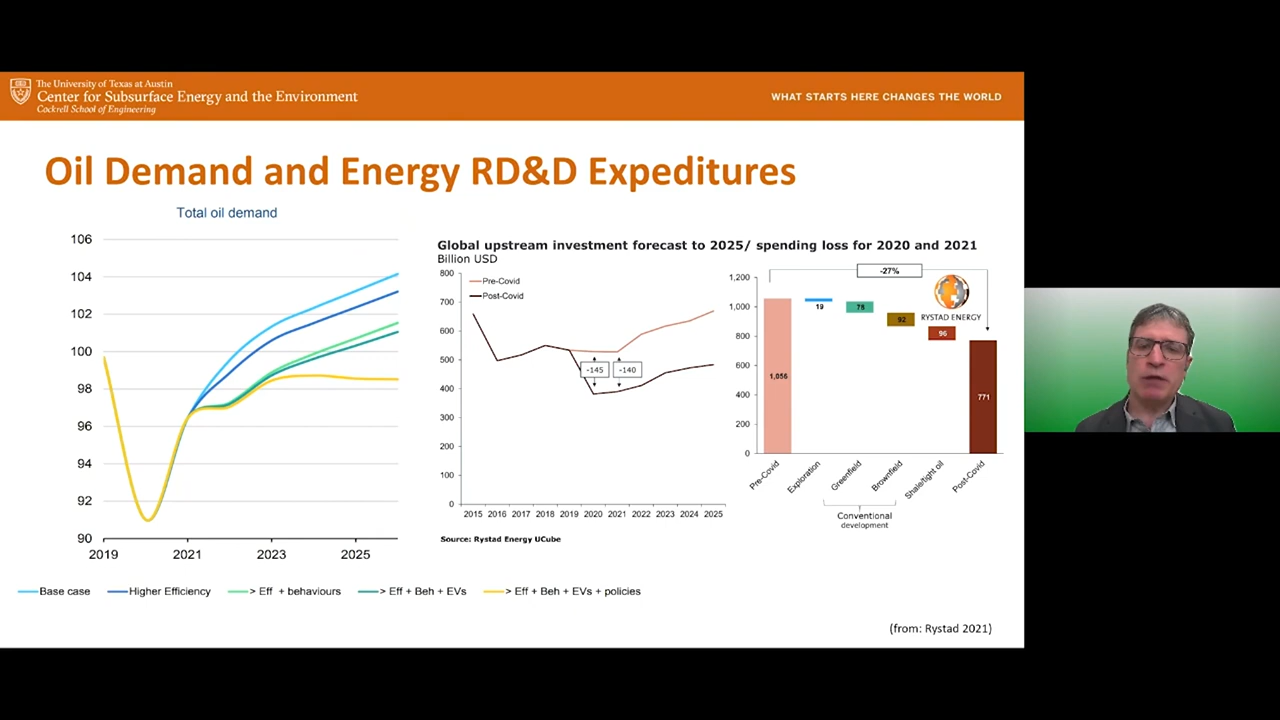 The University of Texas at Austin
Center for Subsurface Energy and the Environment
Cockrell School of Engineering
WHAT STARTS HERE CHANGES THE WORLD
Oil Demand and Energy RD&D Expeditures
Total oil demand
106
104
102
100
98
96
94
92
90
2019
2021
2023
2025
Base case
Higher Efficiency
> Eff + behaviours
> Eff + Beh + EVs
> Eff + Beh + EVs + policies
Global upstream investment forecast to 2025/ spending loss for 2020 and 2021
Billion USD
800
700
600
500
400
300
200
100
0
Pre-Covid
Post-Covid
-145
-140
2015 2016 2017 2018 2019 2020 2021 2022 2023 2024 2025
Source: Rystad Energy UCube
1,200
1,000
800
600
400
200
0
-27%
RYSTAD ENERGY
1,056
19
78
92
96
771
Pre-Covid
Exploration
Greenfield
Brownfield
Shale/tight oil
Post-Covid
Conventional
development
(from: Rystad 2021)